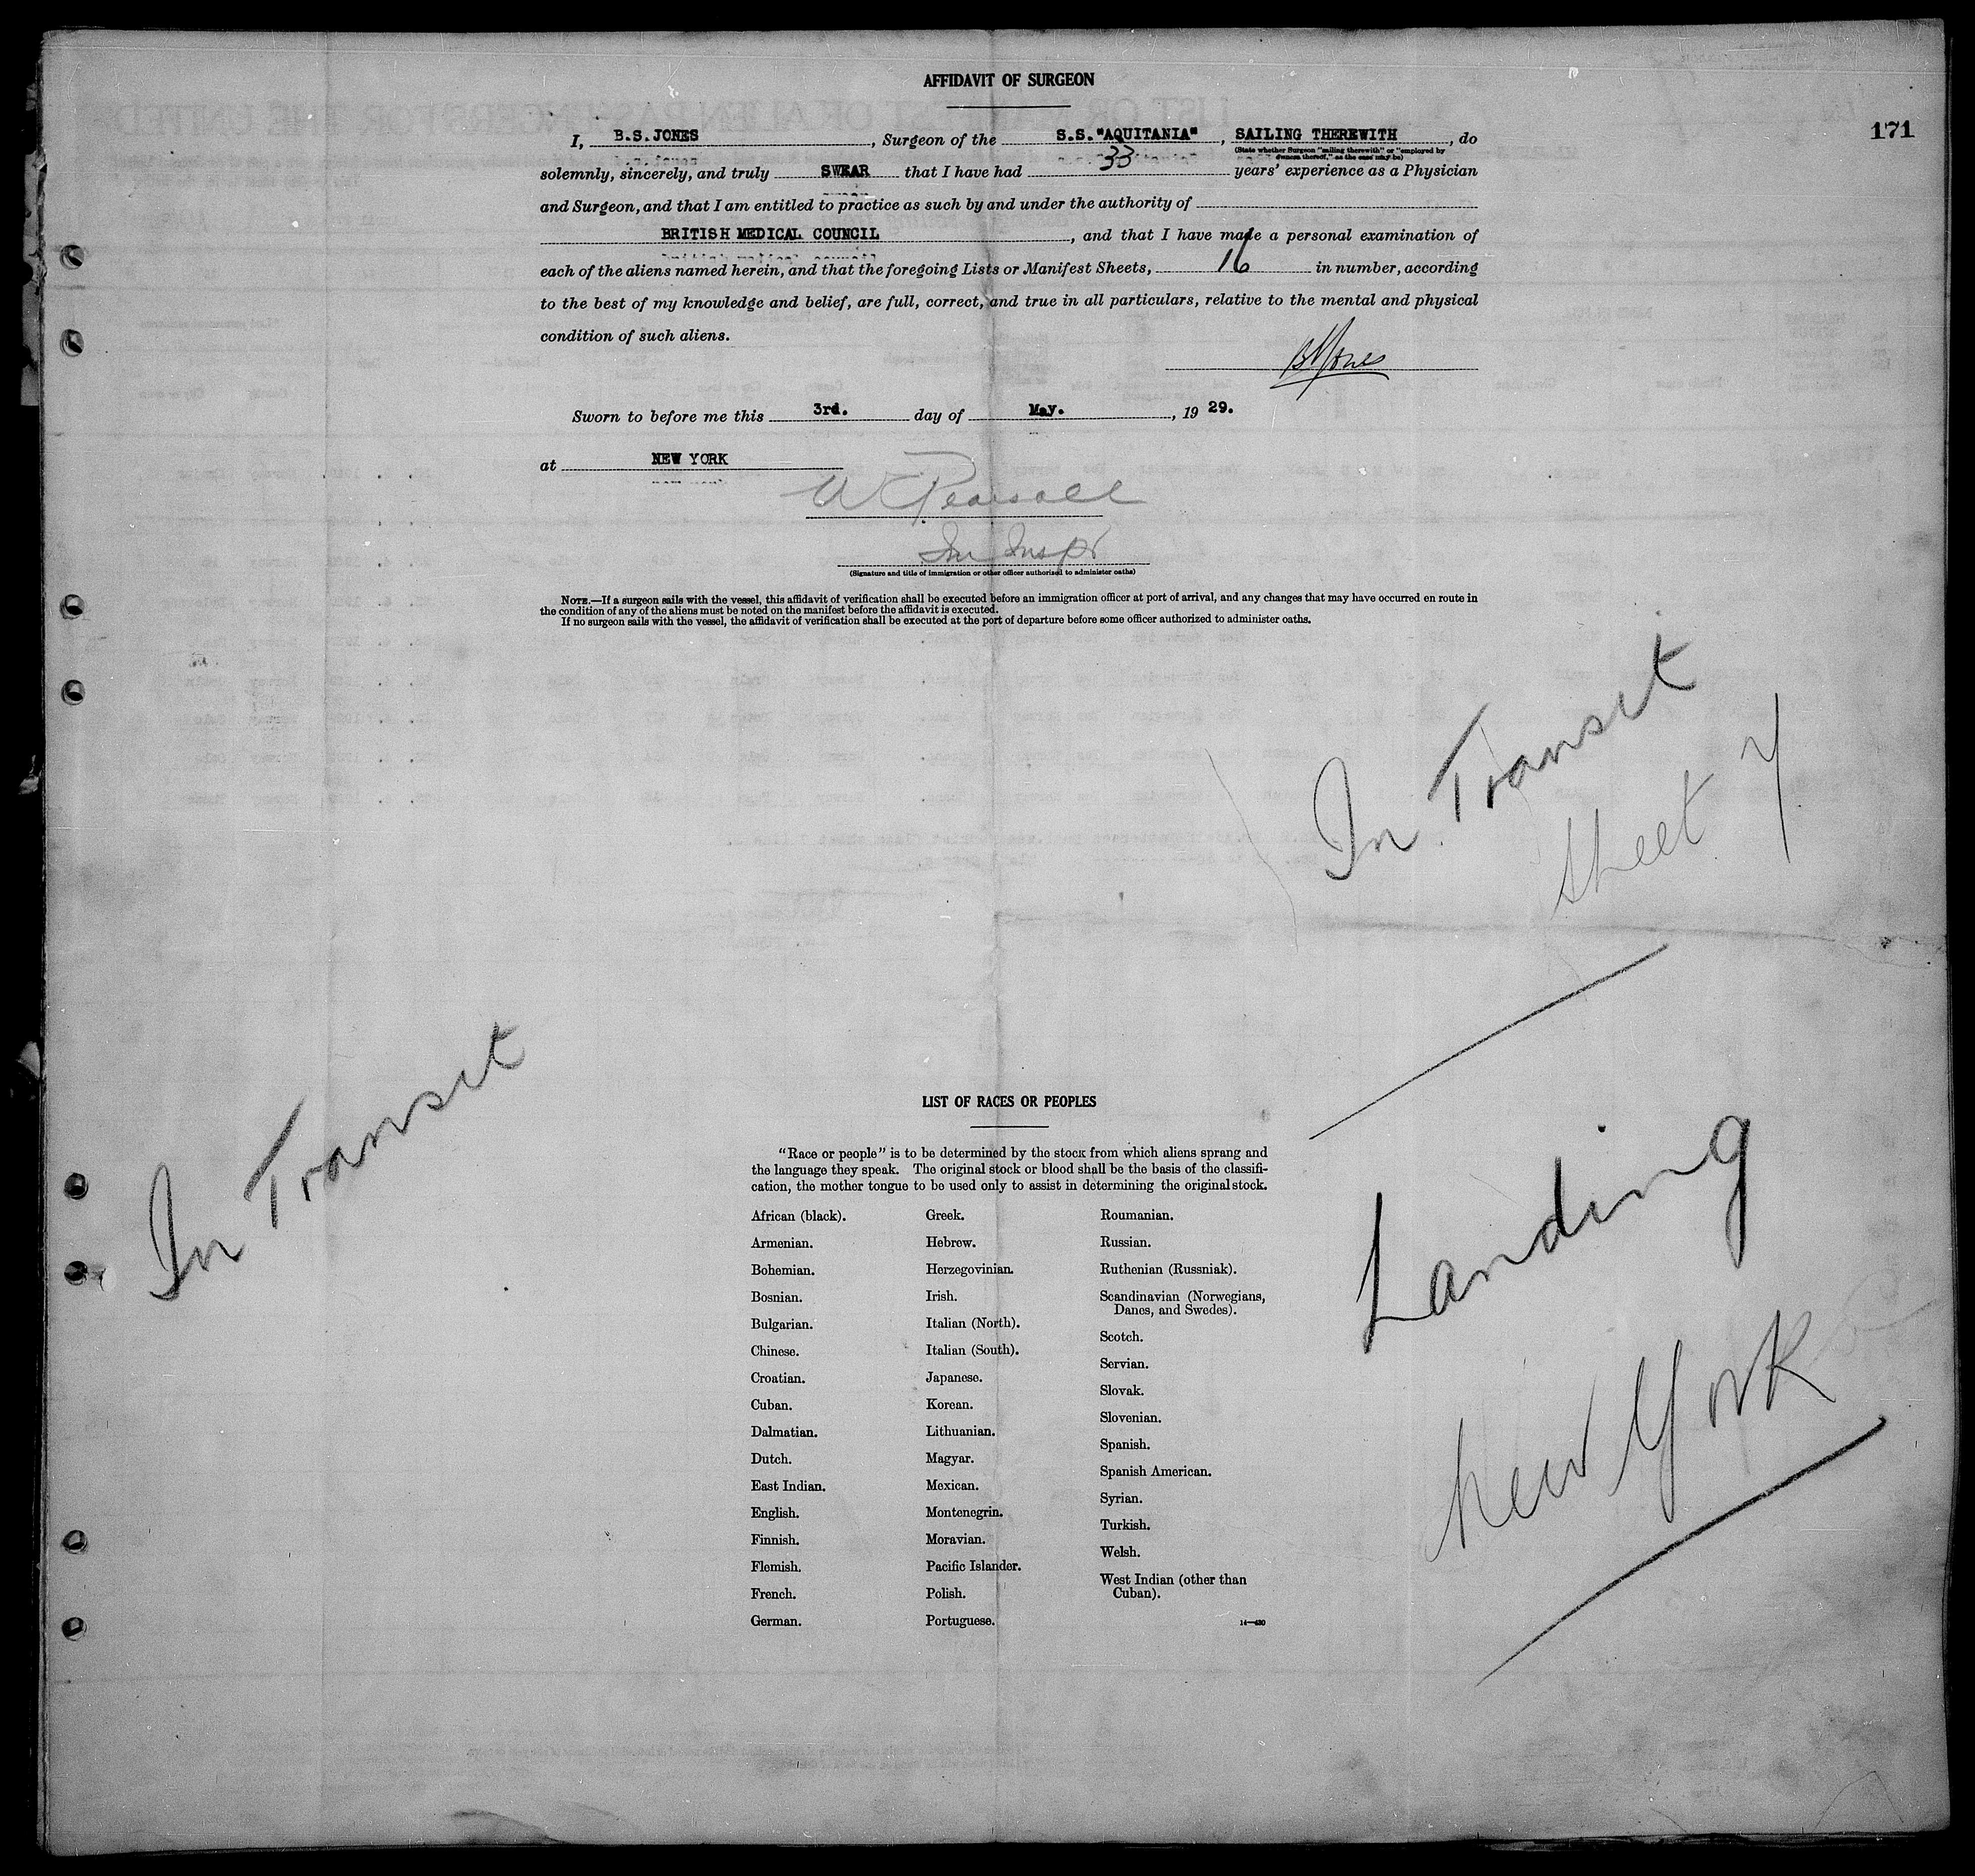 AFFIDAVIT OF SURGEON
171
I, B.S.JONES, Surgeon of the S.S."AQUITANIA", SAILING THEREWITH, do
(State whether Surgeon "sailing therewith" or "employed by
owners thereof," as the case may be)
solemnly, sincerely, and truly SWEAR that I have had 33 years' experience as a Physician
and Surgeon, and that I am entitled to practice as such by and under the authority of
BRITISH MEDICAL COUNCIL, and that I have made a personal examination of
each of the aliens named herein, and that the foregoing Lists or Manifest Sheets, 16 in number, according
to the best of my knowledge and belief, are full, correct, and true in all particulars, relative to the mental and physical
condition of such aliens.
BSJones
Sworn to before me this 3rd. day of May., 19 29.
at NEW YORK
W Pearsall
Im Inspr
(Signature and title of immigration or other officer authorized to administer oaths)
NOTE.—If a surgeon sails with the vessel, this affidavit of verification shall be executed before an immigration officer at port of arrival, and any changes that may have occurred en route in
the condition of any of the aliens must be noted on the manifest before the affidavit is executed.
If no surgeon sails with the vessel, the affidavit of verification shall be executed at the port of departure before some officer authorized to administer oaths.
In Transit
Sheet 7
In Transit
Landing
New York
LIST OF RACES OR PEOPLES
"Race or people" is to be determined by the stock from which aliens sprang and
the language they speak. The original stock or blood shall be the basis of the classifi-
cation, the mother tongue to be used only to assist in determining the original stock.
African (black).
Armenian.
Bohemian.
Bosnian.
Bulgarian.
Chinese.
Croatian.
Cuban.
Dalmatian.
Dutch.
East Indian.
English.
Finnish.
Flemish.
French.
German.
Greek.
Hebrew.
Herzegovinian.
Irish.
Italian (North).
Italian (South).
Japanese.
Korean.
Lithuanian.
Magyar.
Mexican.
Montenegrin.
Moravian.
Pacific Islander.
Polish.
Portuguese.
Roumanian.
Russian.
Ruthenian (Russniak).
Scandinavian (Norwegians,
Danes, and Swedes).
Scotch.
Servian.
Slovak.
Slovenian.
Spanish.
Spanish American.
Syrian.
Turkish.
Welsh.
West Indian (other than
Cuban).
14—430